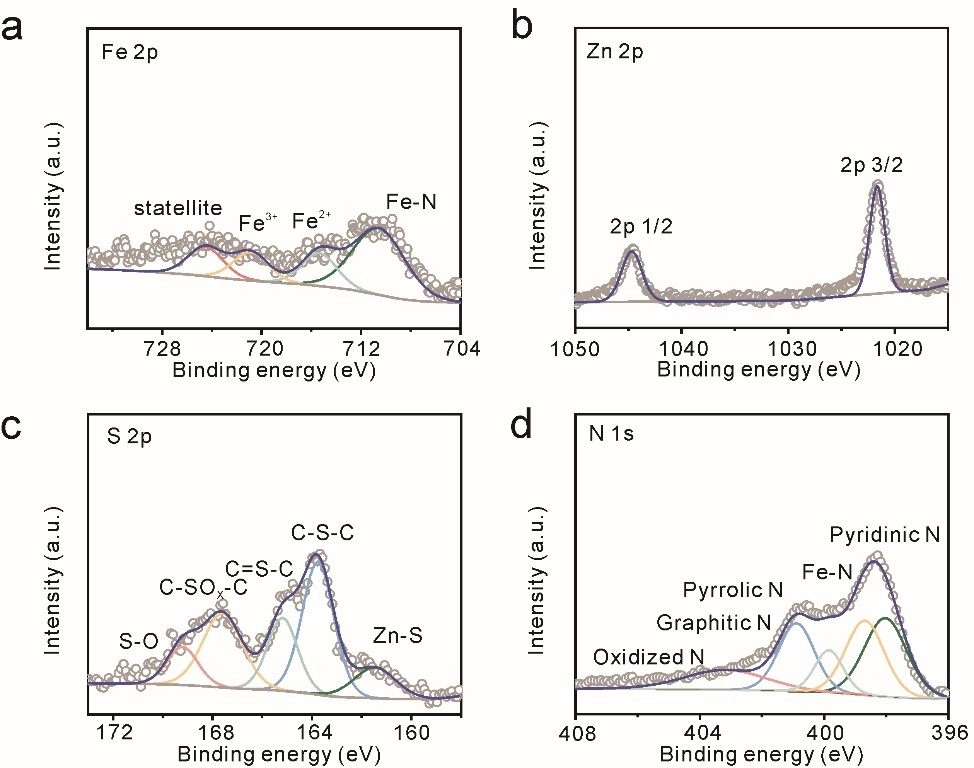 a
Fe 2p
statellite
Fe³⁺
Fe²⁺
Fe-N
Intensity (a.u.)
728 720 712 704
Binding energy (eV)
b
Zn 2p
2p 1/2
2p 3/2
Intensity (a.u.)
1050 1040 1030 1020
Binding energy (eV)
c
S 2p
S-O
C-SOₓ-C
C=S-C
C-S-C
Zn-S
Intensity (a.u.)
172 168 164 160
Binding energy (eV)
d
N 1s
Oxidized N
Graphitic N
Pyrrolic N
Fe-N
Pyridinic N
Intensity (a.u.)
408 404 400 396
Binding energy (eV)